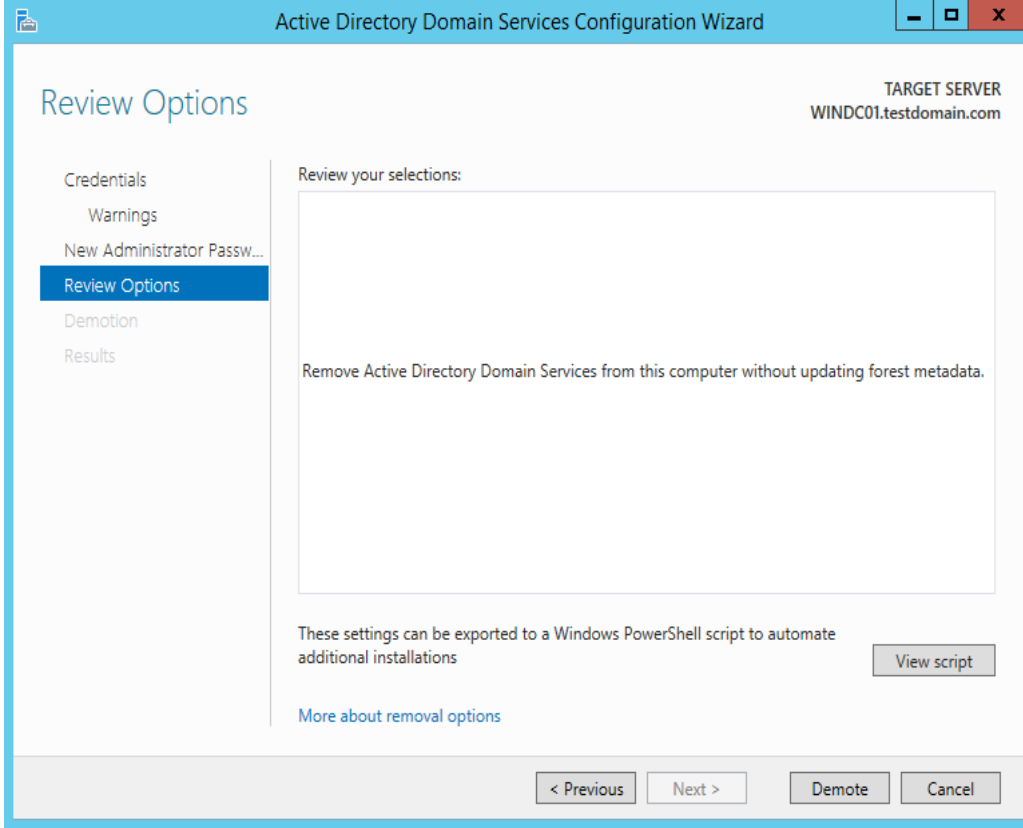 Active Directory Domain Services Configuration Wizard
Review Options
TARGET SERVER
WINDC01.testdomain.com
Credentials
Warnings
New Administrator Passw...
Review Options
Demotion
Results
Review your selections:
Remove Active Directory Domain Services from this computer without updating forest metadata.
These settings can be exported to a Windows PowerShell script to automate
additional installations
View script
More about removal options
< Previous
Next >
Demote
Cancel